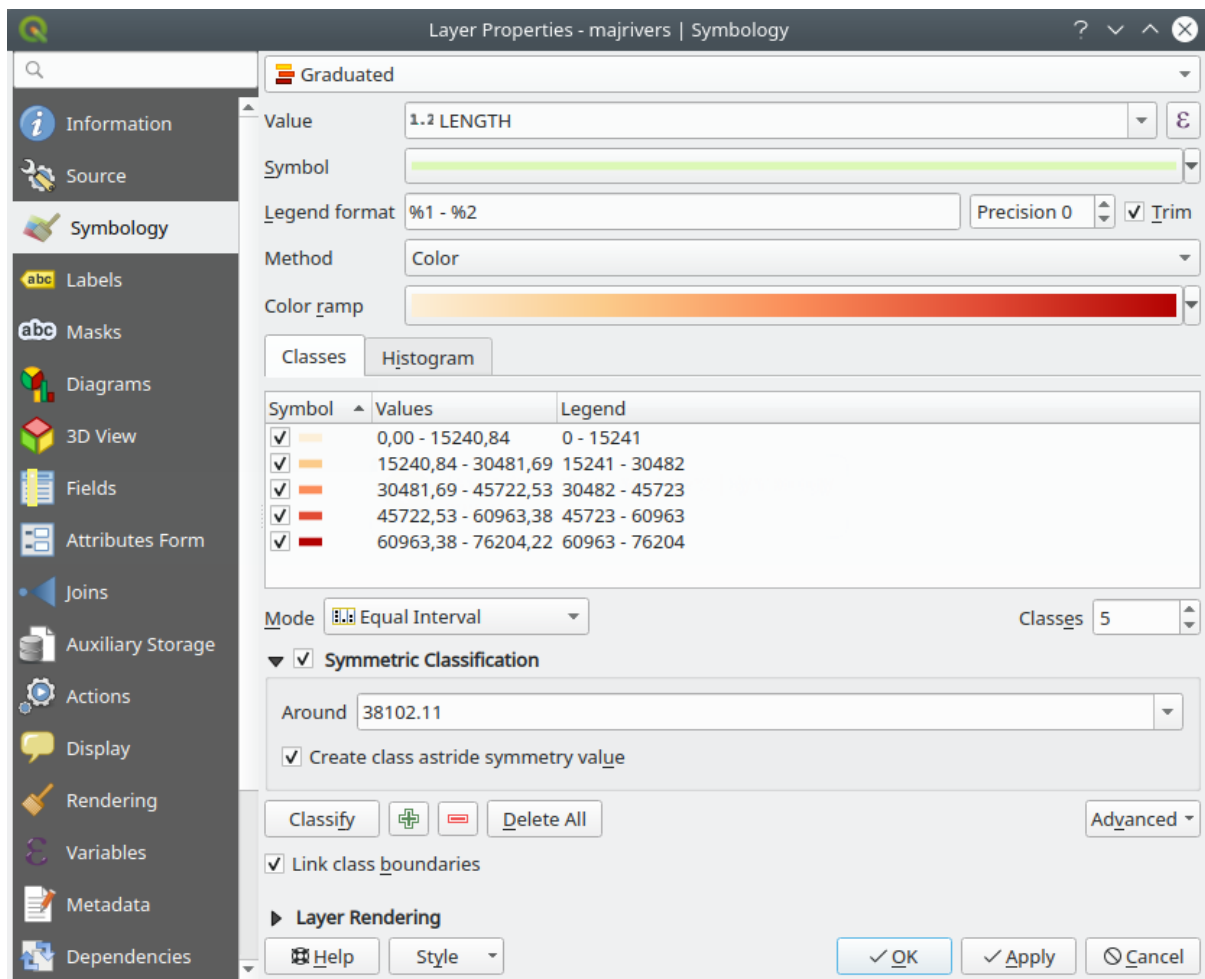 Layer Properties - majrivers | Symbology
Information
Source
Symbology
Labels
Masks
Diagrams
3D View
Fields
Attributes Form
Joins
Auxiliary Storage
Actions
Display
Rendering
Variables
Metadata
Dependencies
Graduated
Value 1.2 LENGTH ε
Symbol
Legend format %1 - %2 Precision 0 Trim
Method Color
Color ramp
Classes Histogram
Symbol Values Legend
0,00 - 15240,84 0 - 15241
15240,84 - 30481,69 15241 - 30482
30481,69 - 45722,53 30482 - 45723
45722,53 - 60963,38 45723 - 60963
60963,38 - 76204,22 60963 - 76204
Mode Equal Interval Classes 5
Symmetric Classification
Around 38102.11
Create class astride symmetry value
Classify Delete All Advanced
Link class boundaries
Layer Rendering
Help Style OK Apply Cancel